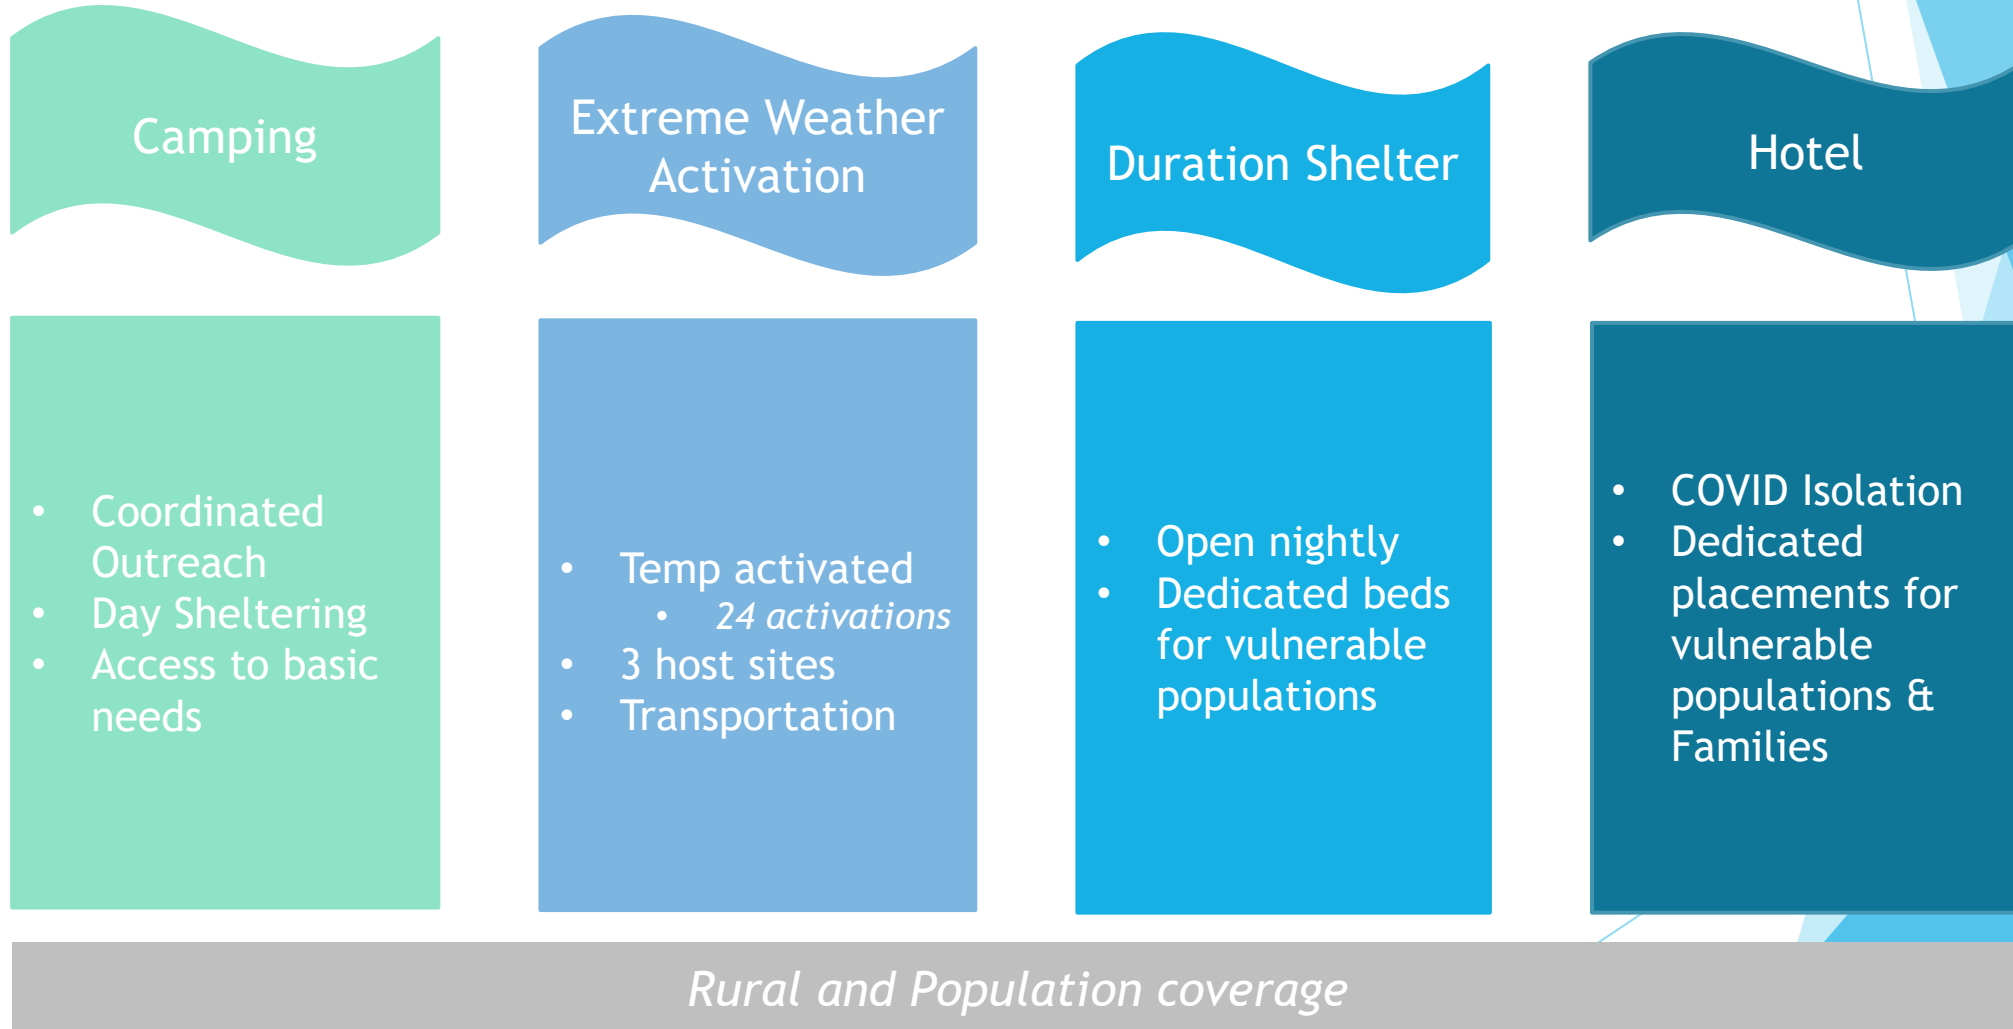 Camping
Extreme Weather
Activation
Duration Shelter
Hotel
• Coordinated
Outreach
• Day Sheltering
• Access to basic
needs
• Temp activated
• 24 activations
• 3 host sites
• Transportation
• Open nightly
• Dedicated beds
for vulnerable
populations
• COVID Isolation
• Dedicated
placements for
vulnerable
populations &
Families
Rural and Population coverage